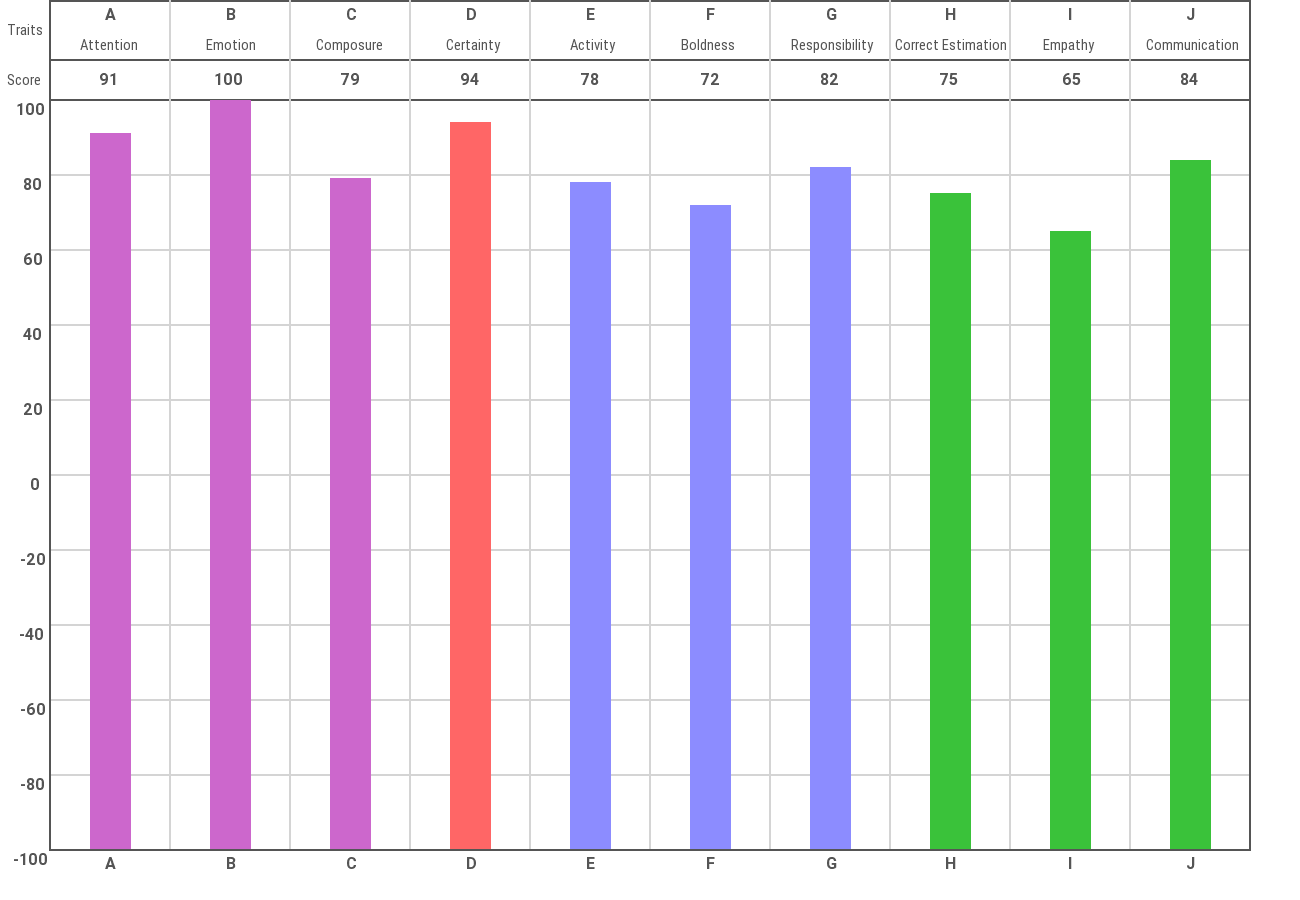 Traits A B C D E F G H I J
Attention Emotion Composure Certainty Activity Boldness Responsibility Correct Estimation Empathy Communication
Score 91 100 79 94 78 72 82 75 65 84
100
80
60
40
20
0
-20
-40
-60
-80
-100
A B C D E F G H I J